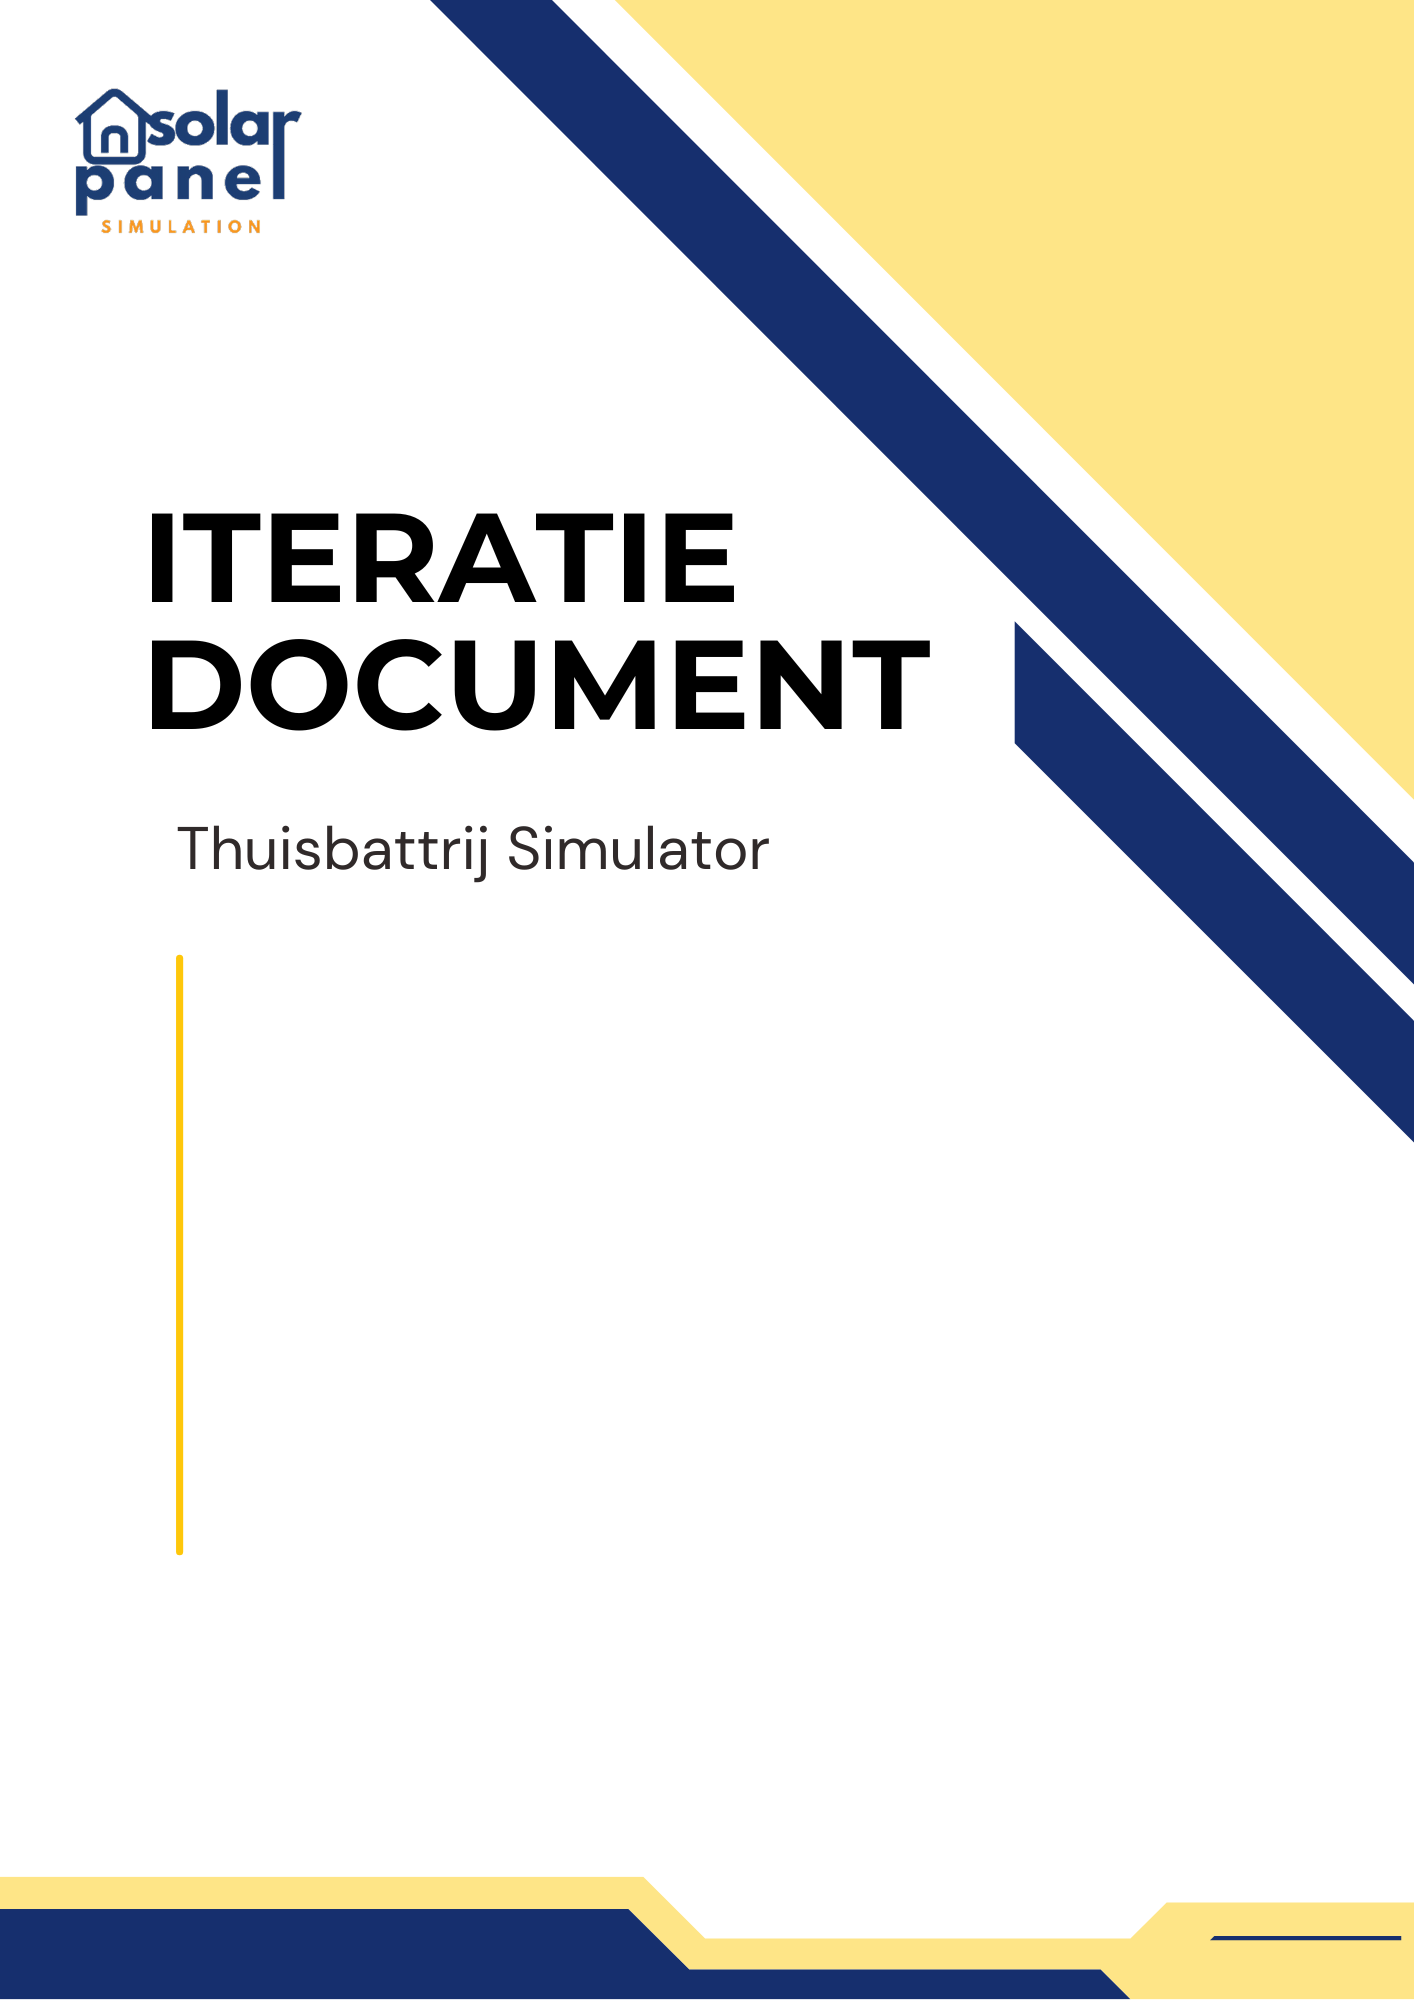 solar
panel
SIMULATION
ITERATIE
DOCUMENT
Thuisbattrij Simulator